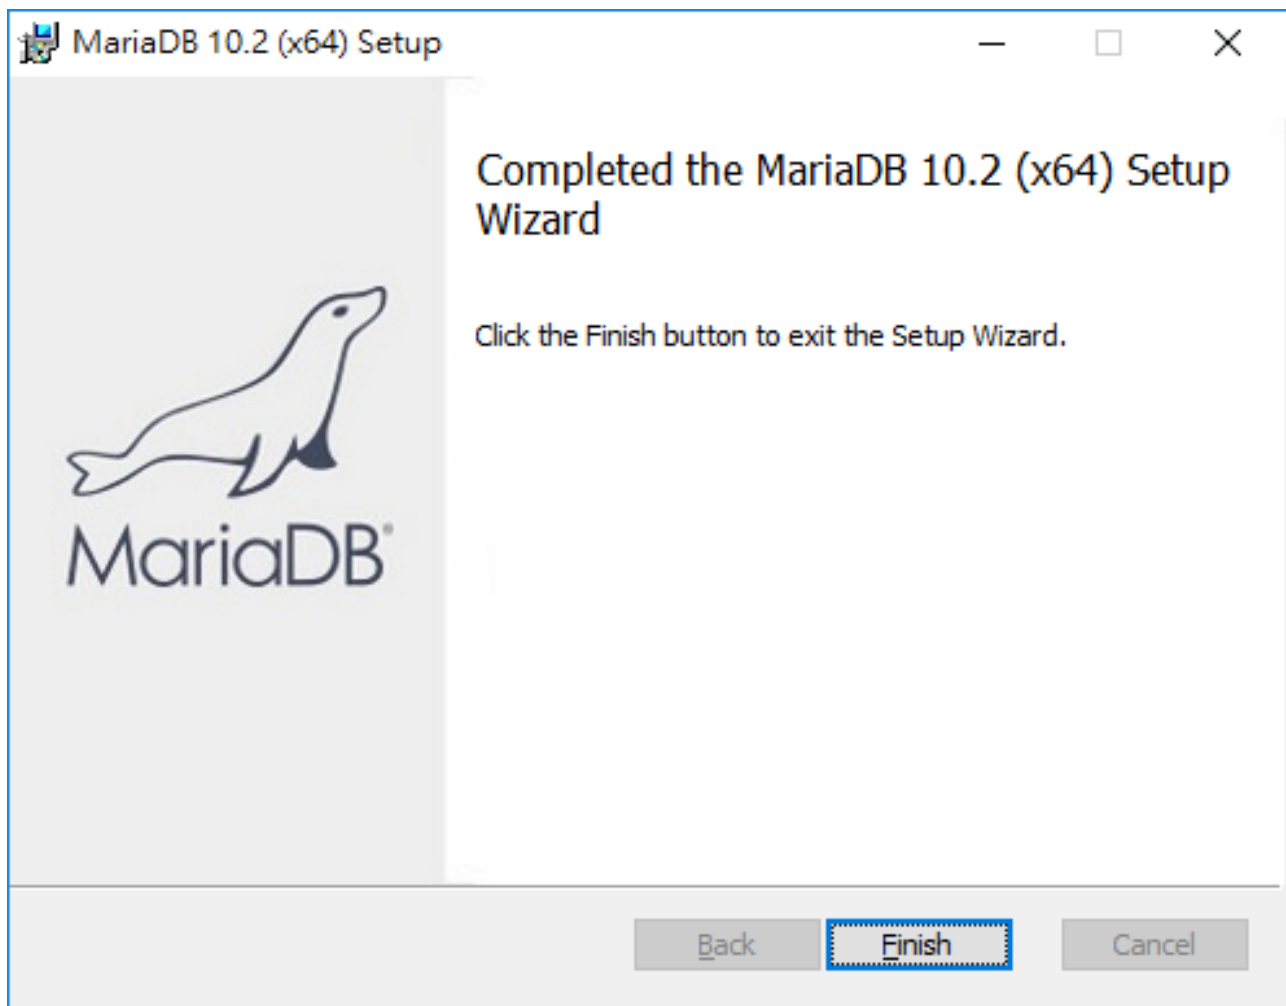 MariaDB 10.2 (x64) Setup
Completed the MariaDB 10.2 (x64) Setup
Wizard
Click the Finish button to exit the Setup Wizard.
MariaDB®
Back
Finish
Cancel